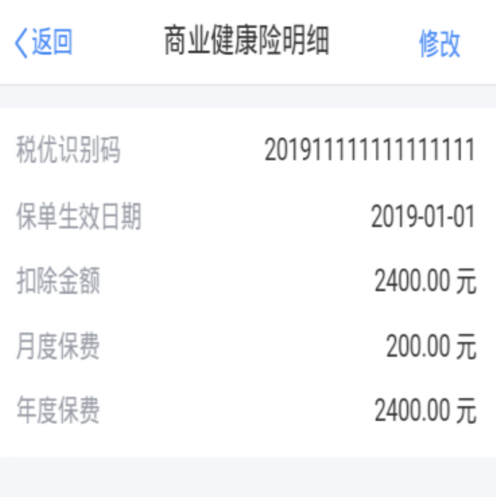 返回 商业健康险明细 修改
税优识别码 201911111111111111
保单生效日期 2019-01-01
扣除金额 2400.00 元
月度保费 200.00 元
年度保费 2400.00 元